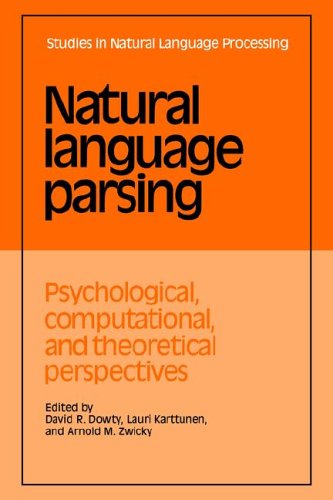 Studies in Natural Language Processing
Natural
language
parsing
Psychological,
computational,
and theoretical
perspectives
Edited by
David R. Dowty, Lauri Karttunen,
and Arnold M. Zwicky